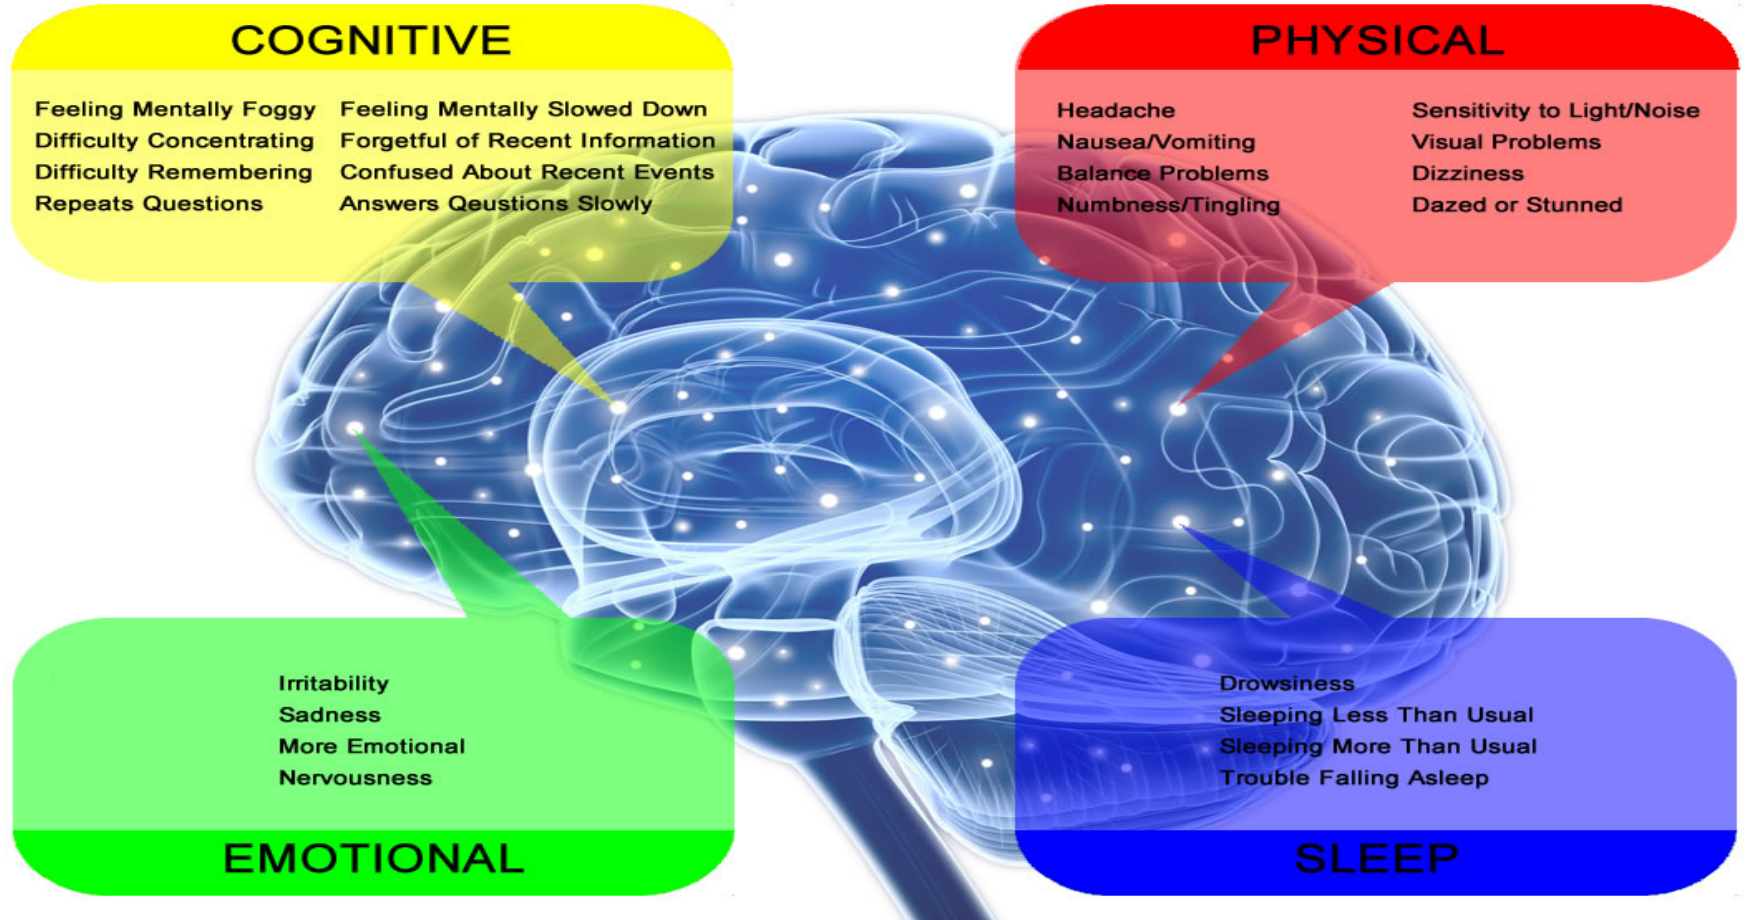 COGNITIVE
Feeling Mentally Foggy Feeling Mentally Slowed Down
Difficulty Concentrating Forgetful of Recent Information
Difficulty Remembering Confused About Recent Events
Repeats Questions Answers Qeustions Slowly
PHYSICAL
Headache Sensitivity to Light/Noise
Nausea/Vomiting Visual Problems
Balance Problems Dizziness
Numbness/Tingling Dazed or Stunned
Irritability
Sadness
More Emotional
Nervousness
EMOTIONAL
Drowsiness
Sleeping Less Than Usual
Sleeping More Than Usual
Trouble Falling Asleep
SLEEP